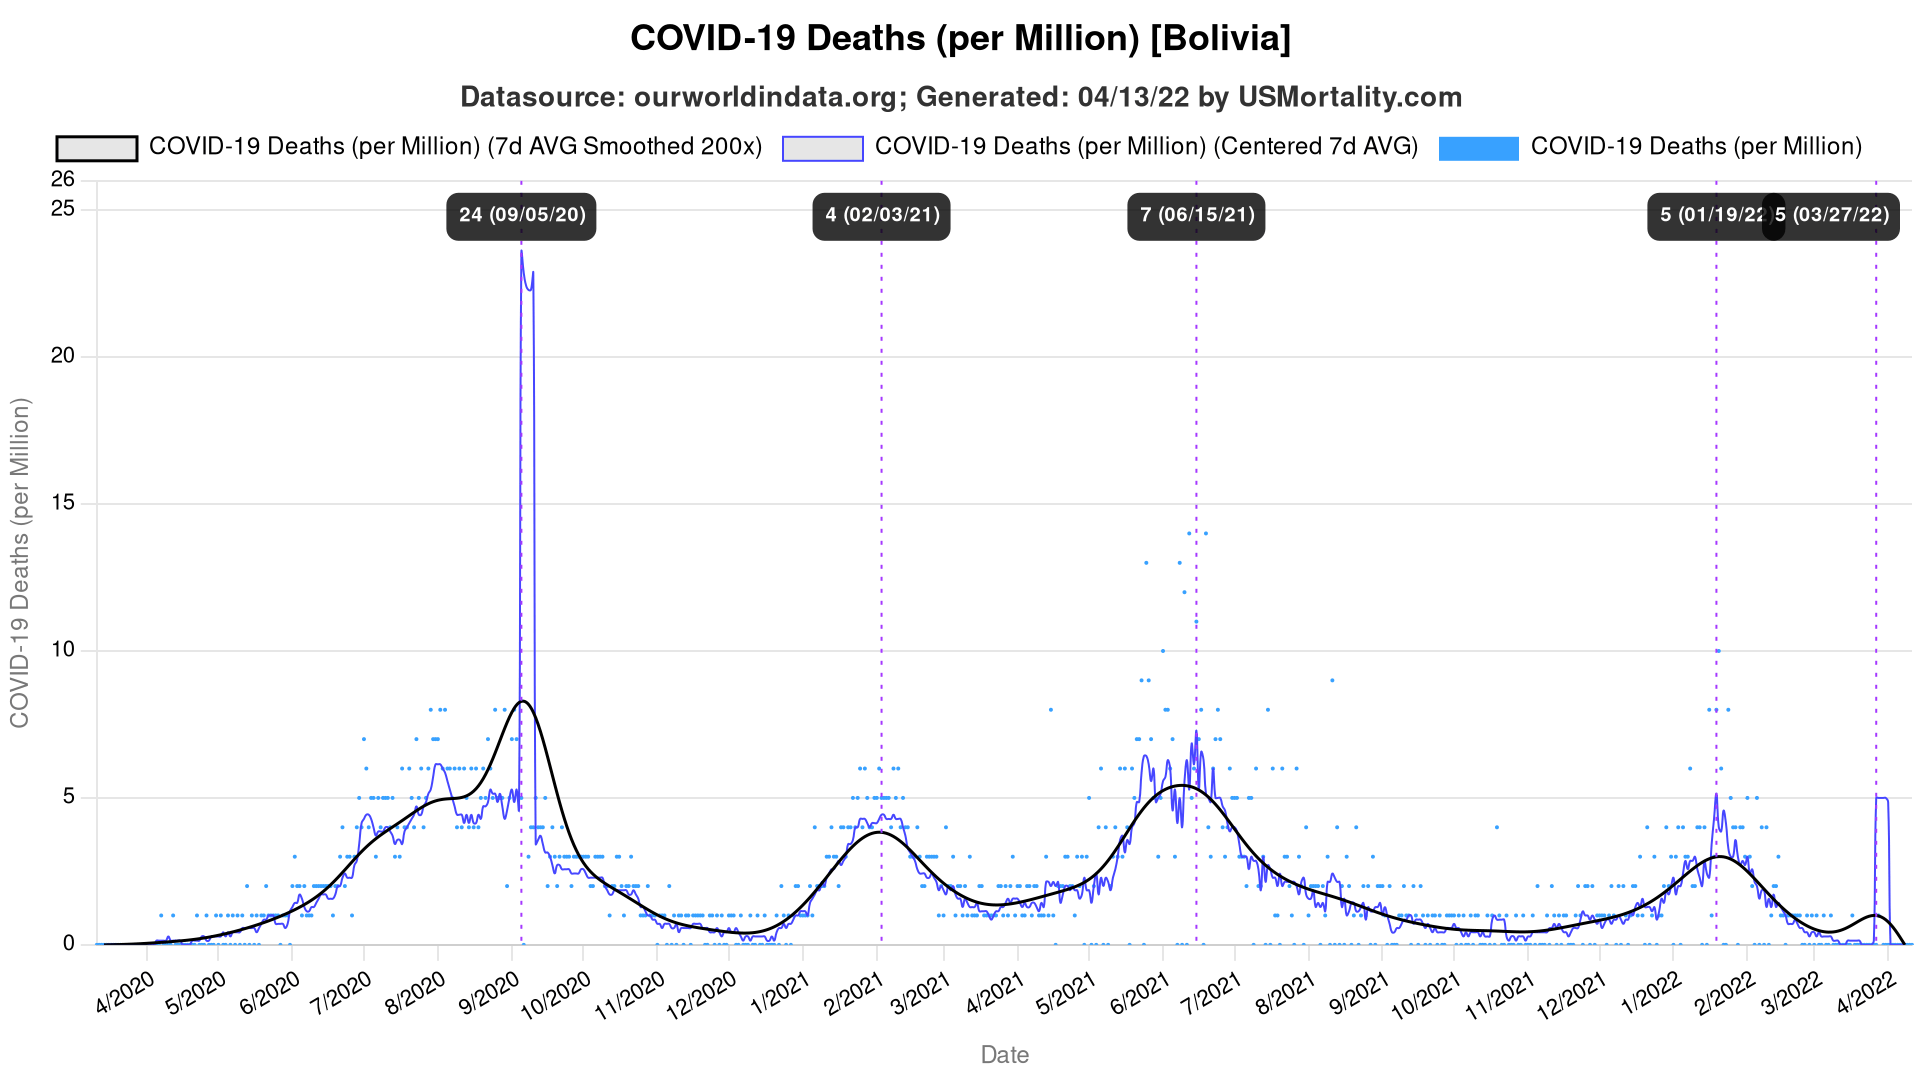 COVID-19 Deaths (per Million) [Bolivia]
Datasource: ourworldindata.org; Generated: 04/13/22 by USMortality.com
COVID-19 Deaths (per Million) (7d AVG Smoothed 200x) COVID-19 Deaths (per Million) (Centered 7d AVG) COVID-19 Deaths (per Million)
26
25
24 (09/05/20) 4 (02/03/21) 7 (06/15/21) 5 (01/19/22) 5 (03/27/22)
20
15
10
5
0
COVID-19 Deaths (per Million)
4/2020 5/2020 6/2020 7/2020 8/2020 9/2020 10/2020 11/2020 12/2020 1/2021 2/2021 3/2021 4/2021 5/2021 6/2021 7/2021 8/2021 9/2021 10/2021 11/2021 12/2021 1/2022 2/2022 3/2022 4/2022
Date